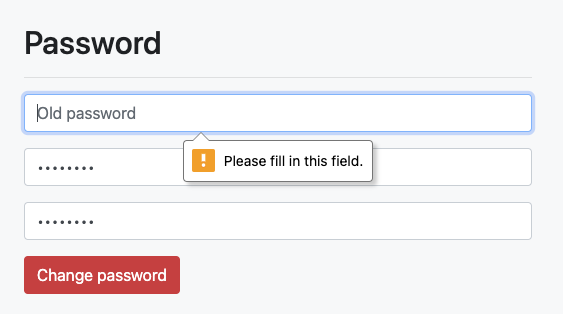 Password
Old password
Please fill in this field.
••••••••
••••••••
Change password